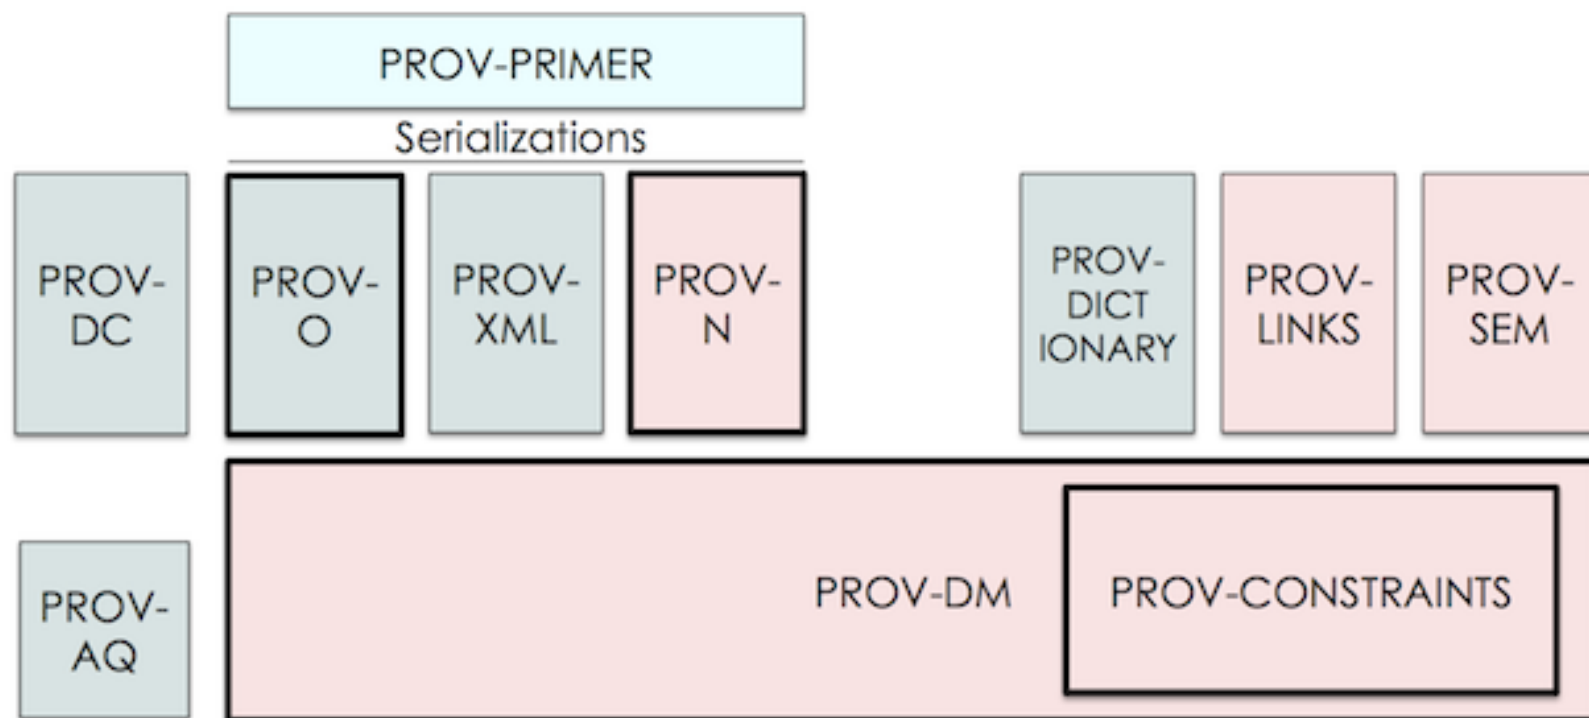 PROV-PRIMER
Serializations
PROV-
DC
PROV-
O
PROV-
XML
PROV-
N
PROV-
DICT
IONARY
PROV-
LINKS
PROV-
SEM
PROV-
AQ
PROV-DM
PROV-CONSTRAINTS